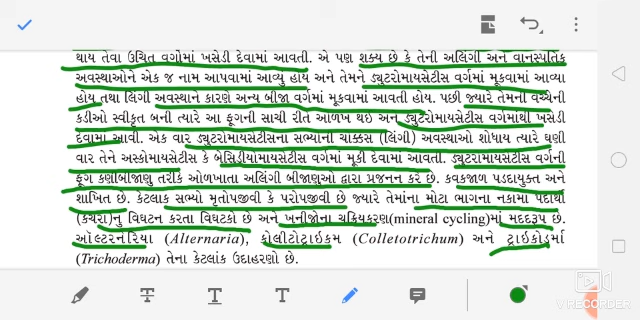 થાય તેવા ઉચિત વર્ગોમાં ખસેડી દેવામાં આવતી. એ પણ શક્ય છે કે તેની અલિંગી અને વાનસ્પતિક
અવસ્થાઓને એક જ નામ આપવામાં આવ્યુ હોય અને તેમને ડ્યુટરોમાયસેટીસ વર્ગમાં મૂકવામાં આવ્યા
હોય તથા લિંગી અવસ્થાને કારણે અન્ય બીજા વર્ગમાં મૂકવામાં આવતી હોય. પછી જ્યારે તેમની વચ્ચેની
કડીઓ સ્વીકૃત બની ત્યારે આ ફૂગની સાચી રીતે ઓળખ થઈ અને ડ્યુટરોમાયસેટીસ વર્ગમાંથી ખસેડી
દેવામાં આવી. એક વાર ડ્યુટરોમાયસેટીસના સભ્યોની ચોક્કસ (લિંગી) અવસ્થાઓ શોધાય ત્યારે ઘણી
વાર તેને અસ્કોમાયસેટીસ કે બેસિડીયોમાયસેટીસ વર્ગમાં મૂકી દેવામાં આવતી. ડ્યુટરોમાયસેટીસ વર્ગની
ફૂગ કણીબીજાણુ તરીકે ઓળખાતા અલિંગી બીજાણુઓ દ્વારા પ્રજનન કરે છે. કવકજાળ પડદાયુક્ત અને
શાખિત છે. કેટલાક સભ્યો મૃતોપજીવી કે પરોપજીવી છે જ્યારે તેમાંના મોટા ભાગના નકામા પદાર્થો
(કચરા)નું વિઘટન કરતા વિઘટકો છે અને ખનીજોના ચક્રિયકરણ(mineral cycling)માં મદદરૂપ છે.
ઑલ્ટરનેરિયા (Alternaria), કોલીટોટ્રાઇકમ (Colletotrichum) અને ટ્રાઇકોડર્મા
(Trichoderma) તેના કેટલાંક ઉદાહરણો છે.
T T T
V RECORDER